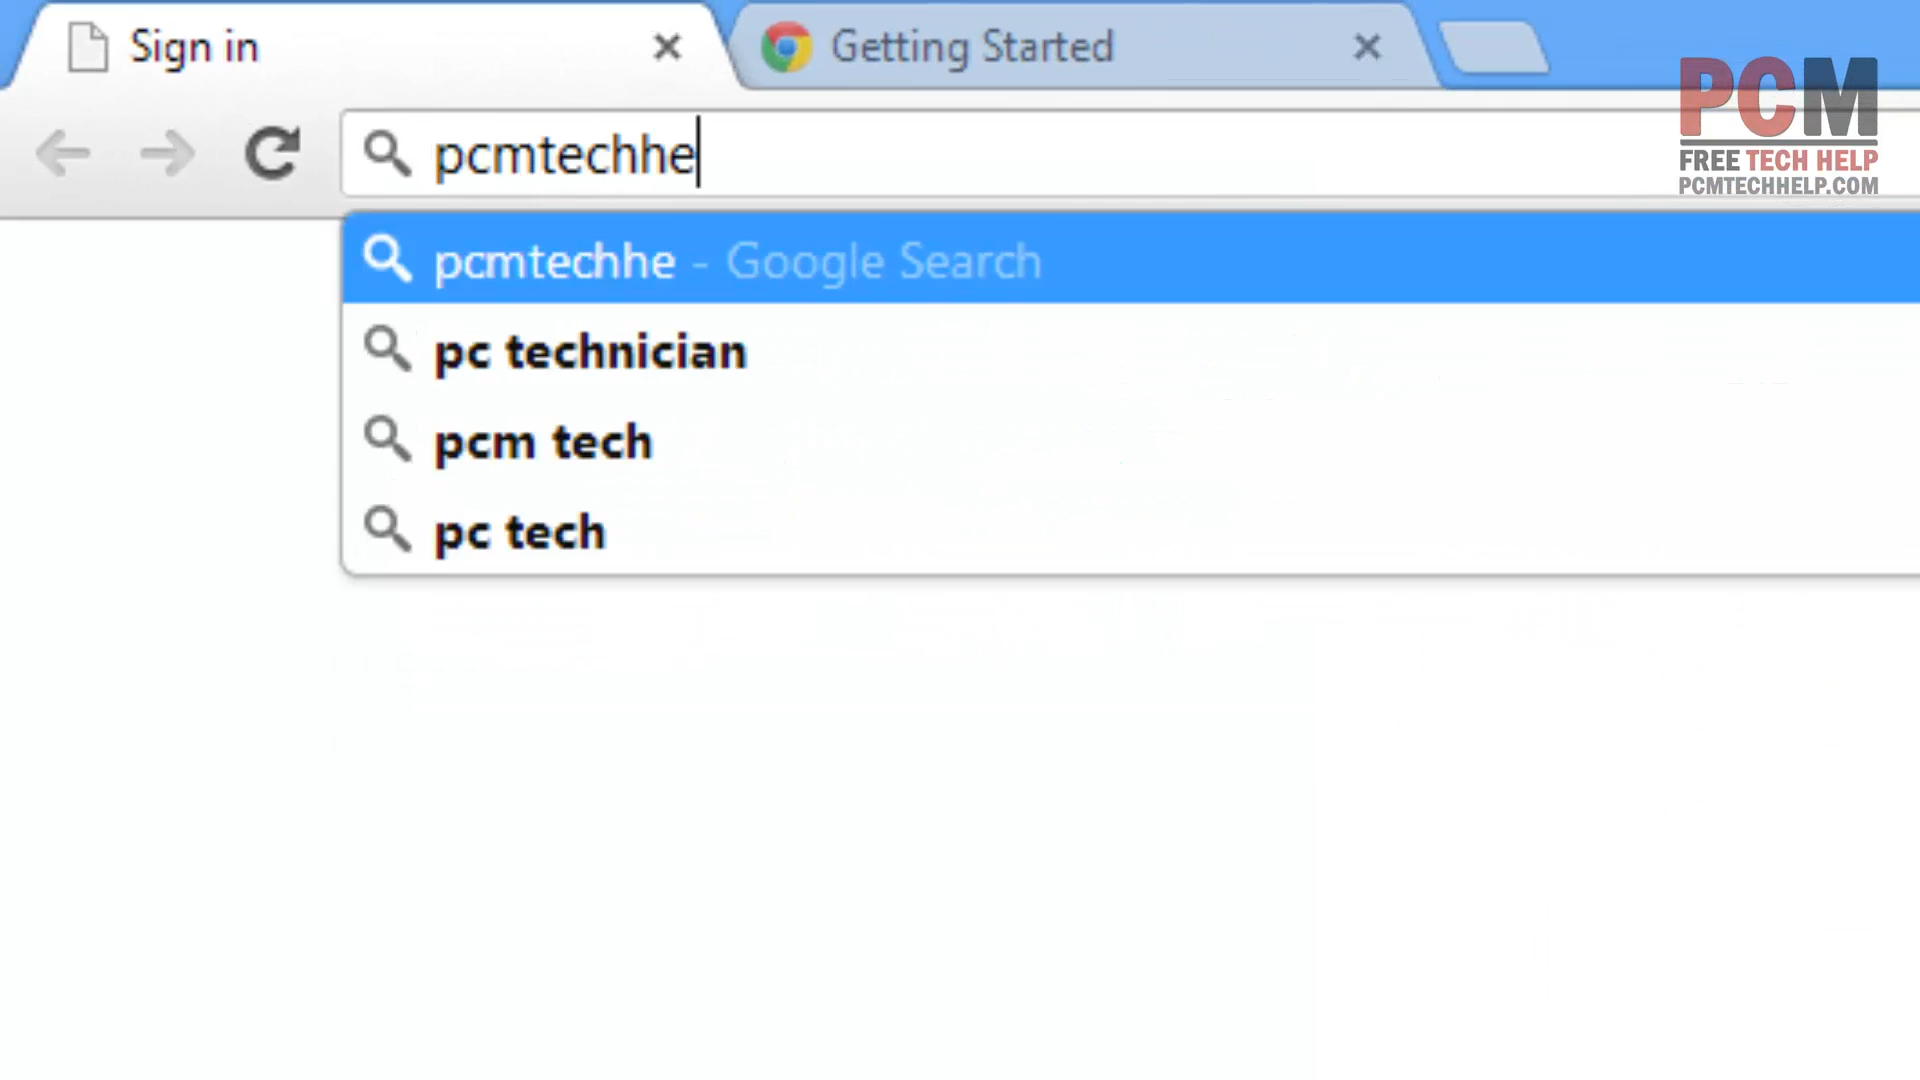 Sign in
Getting Started
PCM
FREE TECH HELP
PCMTECHHELP.COM
pcmtechhe
pcmtechhe - Google Search
pc technician
pcm tech
pc tech